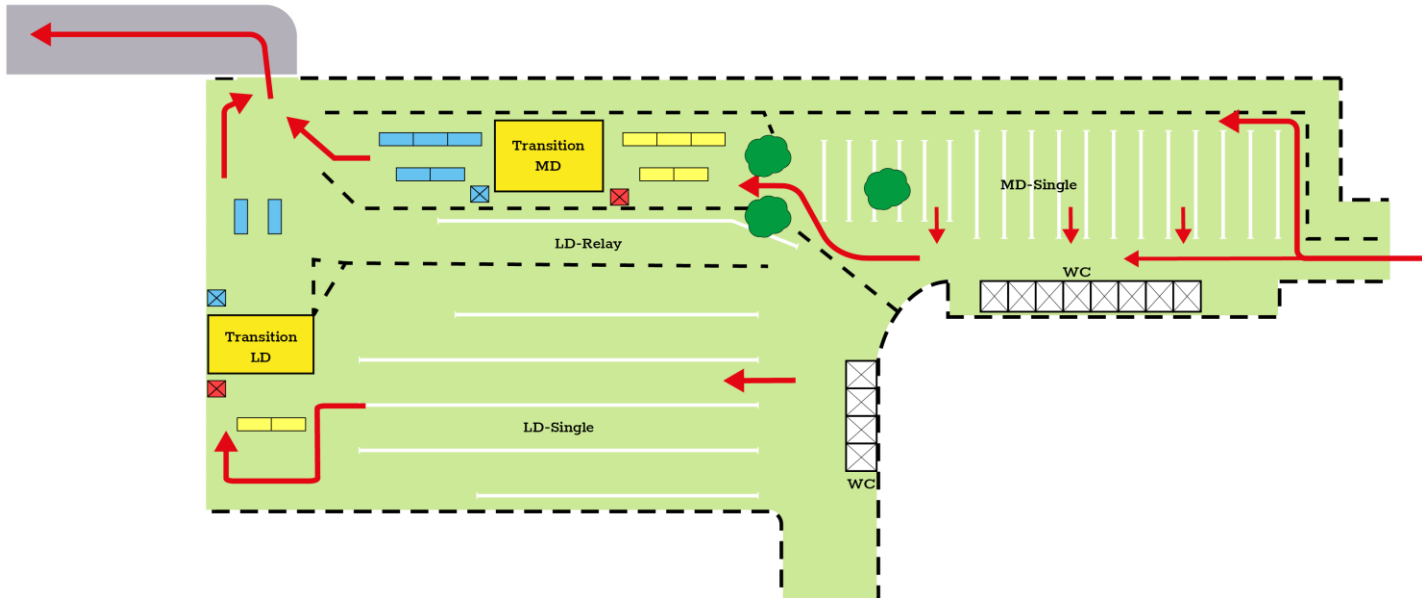 Transition
MD
MD-Single
LD-Relay
WC
Transition
LD
LD-Single
WC